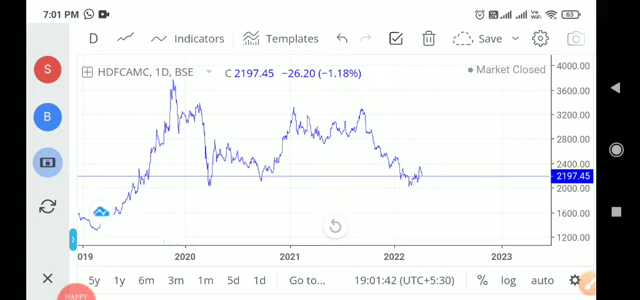 7:01 PM
Vo WiFi 63
D Indicators Templates Save
S
B
HDFCAMC, 1D, BSE C 2197.45 −26.20 (−1.18%)
Market Closed
4000.00
3600.00
3200.00
2800.00
2400.00
2197.45
2000.00
1600.00
1200.00
019 2020 2021 2022 2023
5y 1y 6m 3m 1m 5d 1d Go to... 19:01:42 (UTC+5:30) % log auto
HAPPY